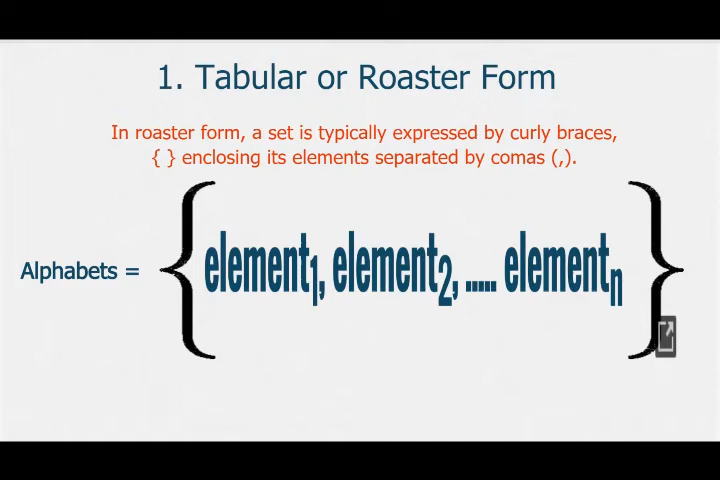 1. Tabular or Roaster Form
In roaster form, a set is typically expressed by curly braces,
{ } enclosing its elements separated by comas (,).
Alphabets = { element1, element2, ..... elementn }